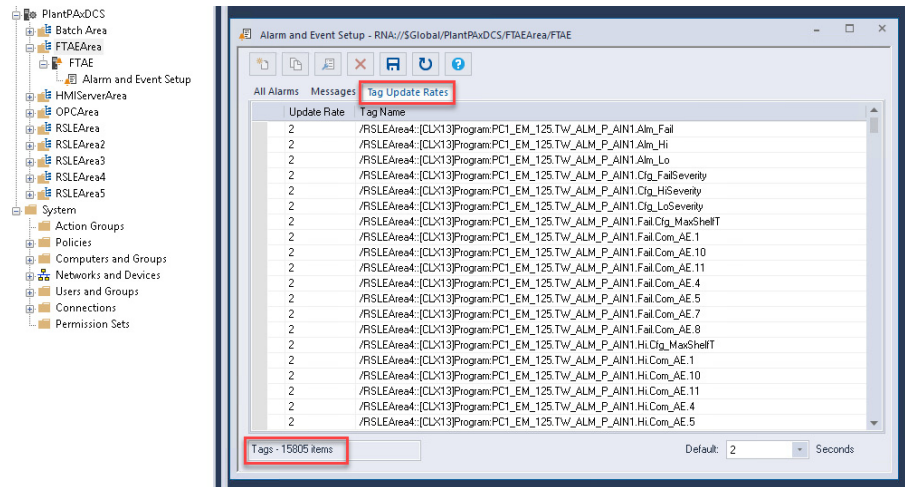 PlantPAxDCS
Batch Area
FTAEArea
FTAE
Alarm and Event Setup
HMIServerArea
OPCArea
RSLEArea
RSLEArea2
RSLEArea3
RSLEArea4
RSLEArea5
System
Action Groups
Policies
Computers and Groups
Networks and Devices
Users and Groups
Connections
Permission Sets
Alarm and Event Setup - RNA://$Global/PlantPAxDCS/FTAEArea/FTAE
All Alarms Messages Tag Update Rates
Update Rate Tag Name
2 /RSLEArea4::[CLX13]Program:PC1_EM_125.TW_ALM_P_AIN1.Alm_Fail
2 /RSLEArea4::[CLX13]Program:PC1_EM_125.TW_ALM_P_AIN1.Alm_Hi
2 /RSLEArea4::[CLX13]Program:PC1_EM_125.TW_ALM_P_AIN1.Alm_Lo
2 /RSLEArea4::[CLX13]Program:PC1_EM_125.TW_ALM_P_AIN1.Cfg_FailSeverity
2 /RSLEArea4::[CLX13]Program:PC1_EM_125.TW_ALM_P_AIN1.Cfg_HiSeverity
2 /RSLEArea4::[CLX13]Program:PC1_EM_125.TW_ALM_P_AIN1.Cfg_LoSeverity
2 /RSLEArea4::[CLX13]Program:PC1_EM_125.TW_ALM_P_AIN1.Fail.Cfg_MaxShelfT
2 /RSLEArea4::[CLX13]Program:PC1_EM_125.TW_ALM_P_AIN1.Fail.Com_AE.1
2 /RSLEArea4::[CLX13]Program:PC1_EM_125.TW_ALM_P_AIN1.Fail.Com_AE.10
2 /RSLEArea4::[CLX13]Program:PC1_EM_125.TW_ALM_P_AIN1.Fail.Com_AE.11
2 /RSLEArea4::[CLX13]Program:PC1_EM_125.TW_ALM_P_AIN1.Fail.Com_AE.4
2 /RSLEArea4::[CLX13]Program:PC1_EM_125.TW_ALM_P_AIN1.Fail.Com_AE.5
2 /RSLEArea4::[CLX13]Program:PC1_EM_125.TW_ALM_P_AIN1.Fail.Com_AE.7
2 /RSLEArea4::[CLX13]Program:PC1_EM_125.TW_ALM_P_AIN1.Fail.Com_AE.8
2 /RSLEArea4::[CLX13]Program:PC1_EM_125.TW_ALM_P_AIN1.Hi.Cfg_MaxShelfT
2 /RSLEArea4::[CLX13]Program:PC1_EM_125.TW_ALM_P_AIN1.Hi.Com_AE.1
2 /RSLEArea4::[CLX13]Program:PC1_EM_125.TW_ALM_P_AIN1.Hi.Com_AE.10
2 /RSLEArea4::[CLX13]Program:PC1_EM_125.TW_ALM_P_AIN1.Hi.Com_AE.11
2 /RSLEArea4::[CLX13]Program:PC1_EM_125.TW_ALM_P_AIN1.Hi.Com_AE.4
2 /RSLEArea4::[CLX13]Program:PC1_EM_125.TW_ALM_P_AIN1.Hi.Com_AE.5
Tags - 15805 items Default: 2 Seconds